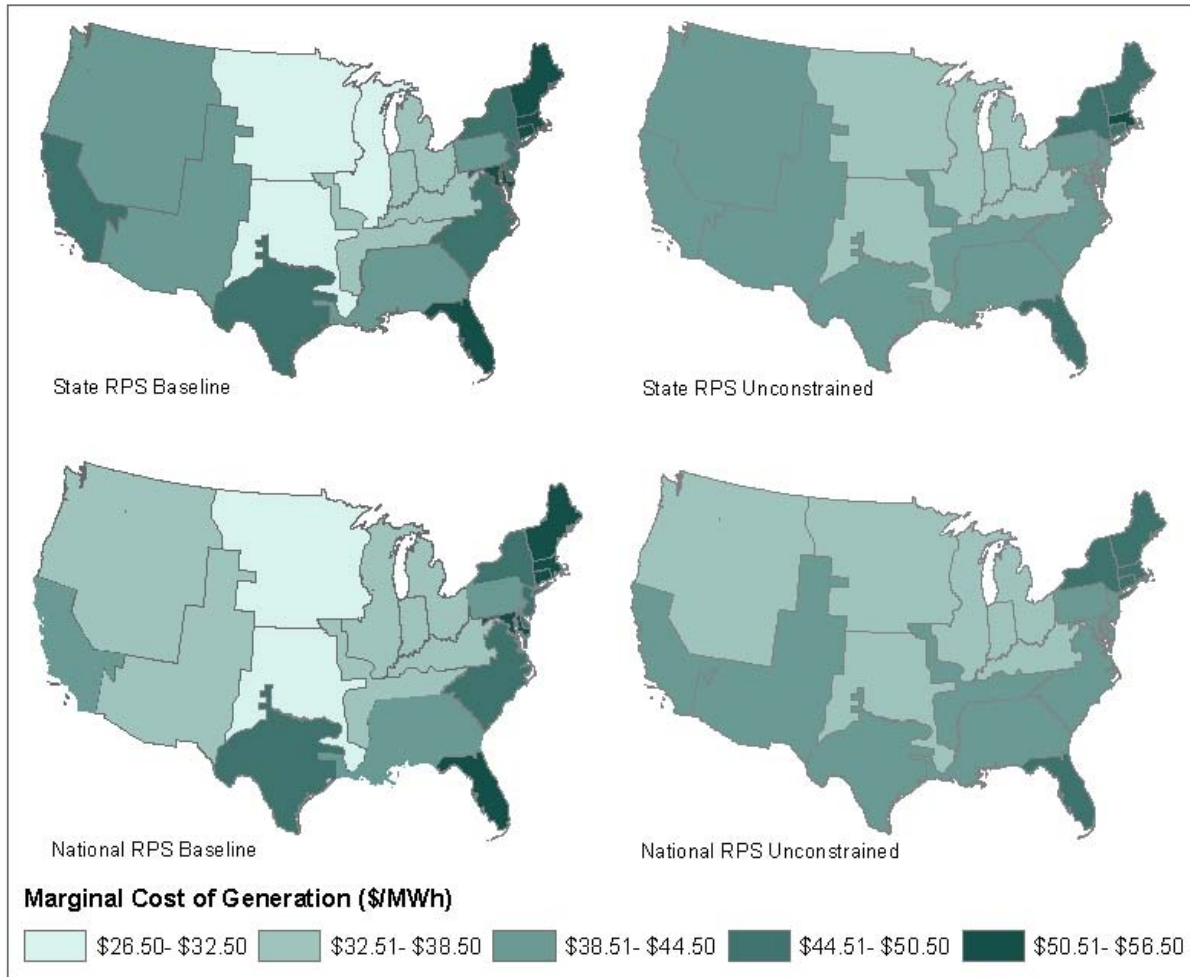 State RPS Baseline
State RPS Unconstrained
National RPS Baseline
National RPS Unconstrained
Marginal Cost of Generation ($/MWh)
$26.50- $32.50 $32.51- $38.50 $38.51- $44.50 $44.51- $50.50 $50.51- $56.50